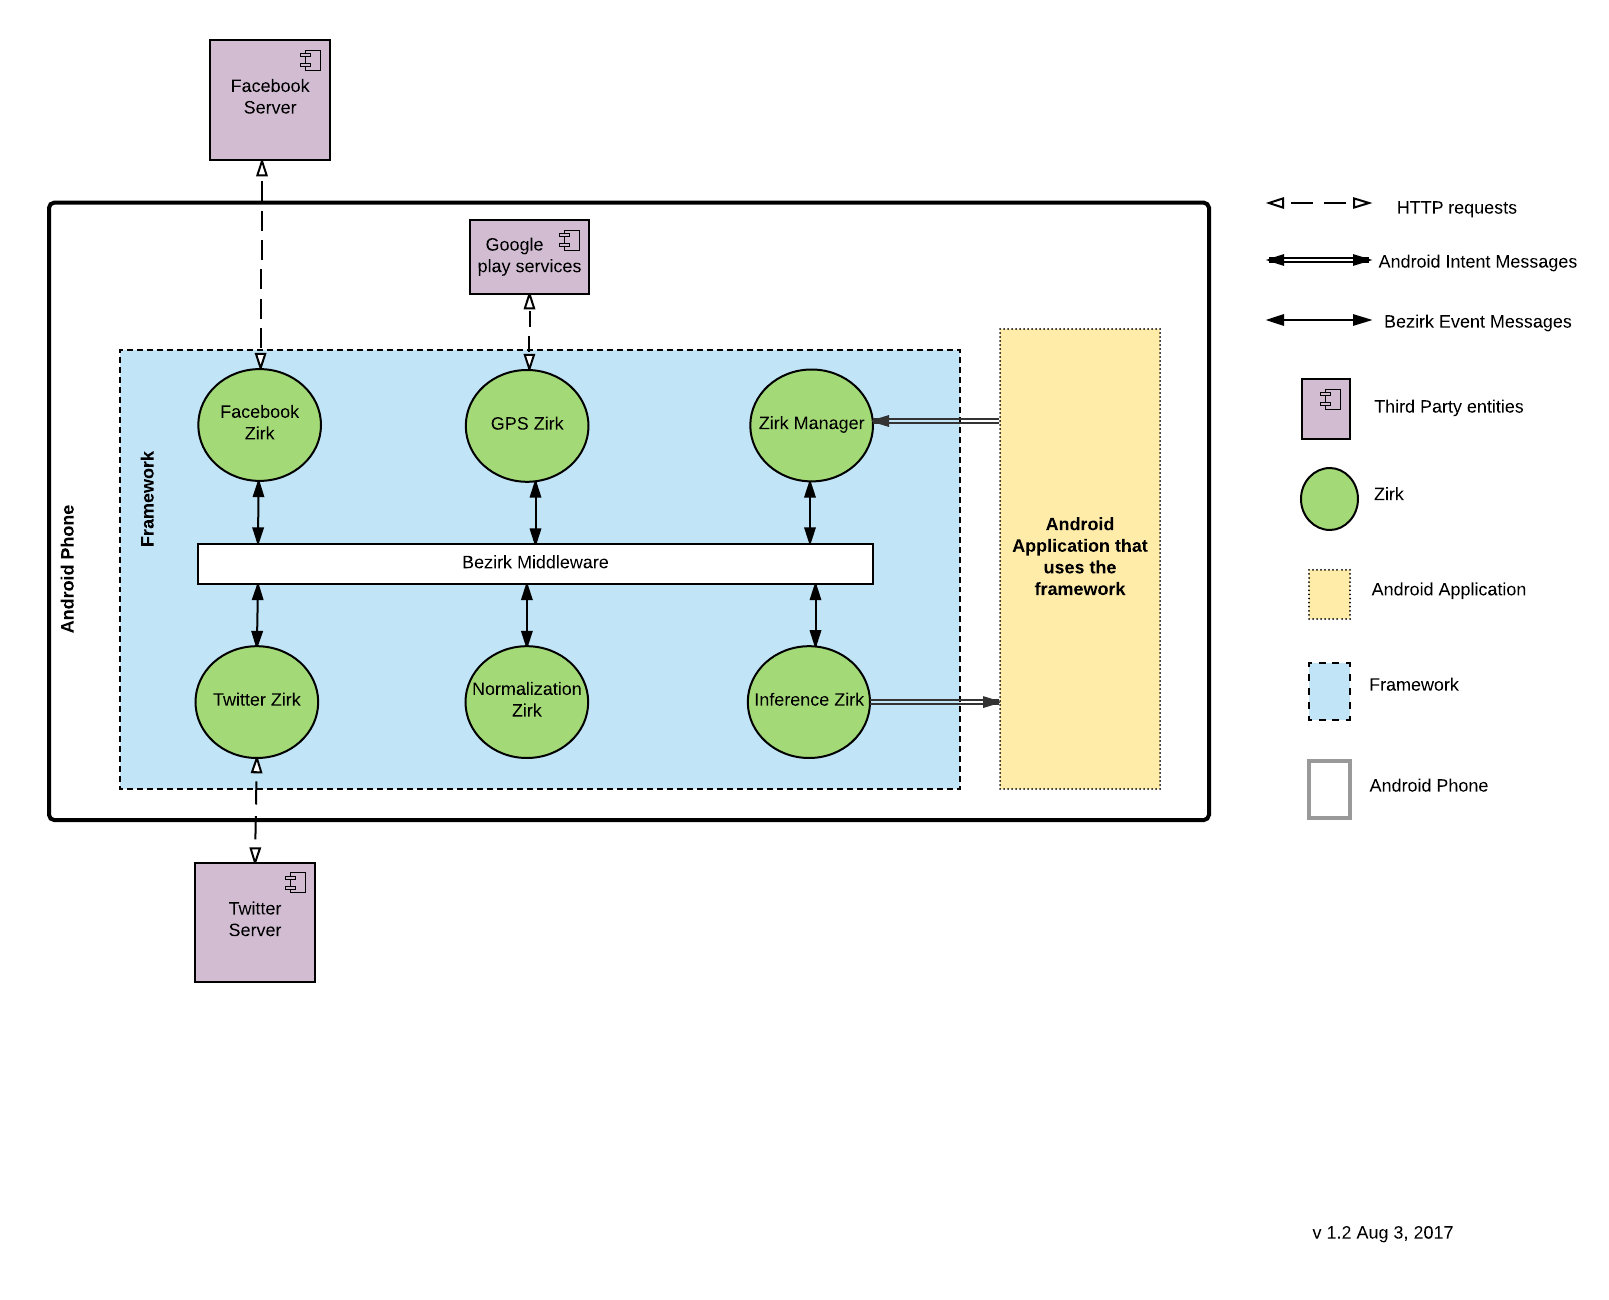 Facebook
Server
Google
play services
HTTP requests
Android Intent Messages
Bezirk Event Messages
Third Party entities
Zirk
Android Application
Framework
Android Phone
Android Phone
Framework
Facebook
Zirk
GPS Zirk
Zirk Manager
Bezirk Middleware
Android
Application that
uses the
framework
Twitter Zirk
Normalization
Zirk
Inference Zirk
Twitter
Server
v 1.2 Aug 3, 2017